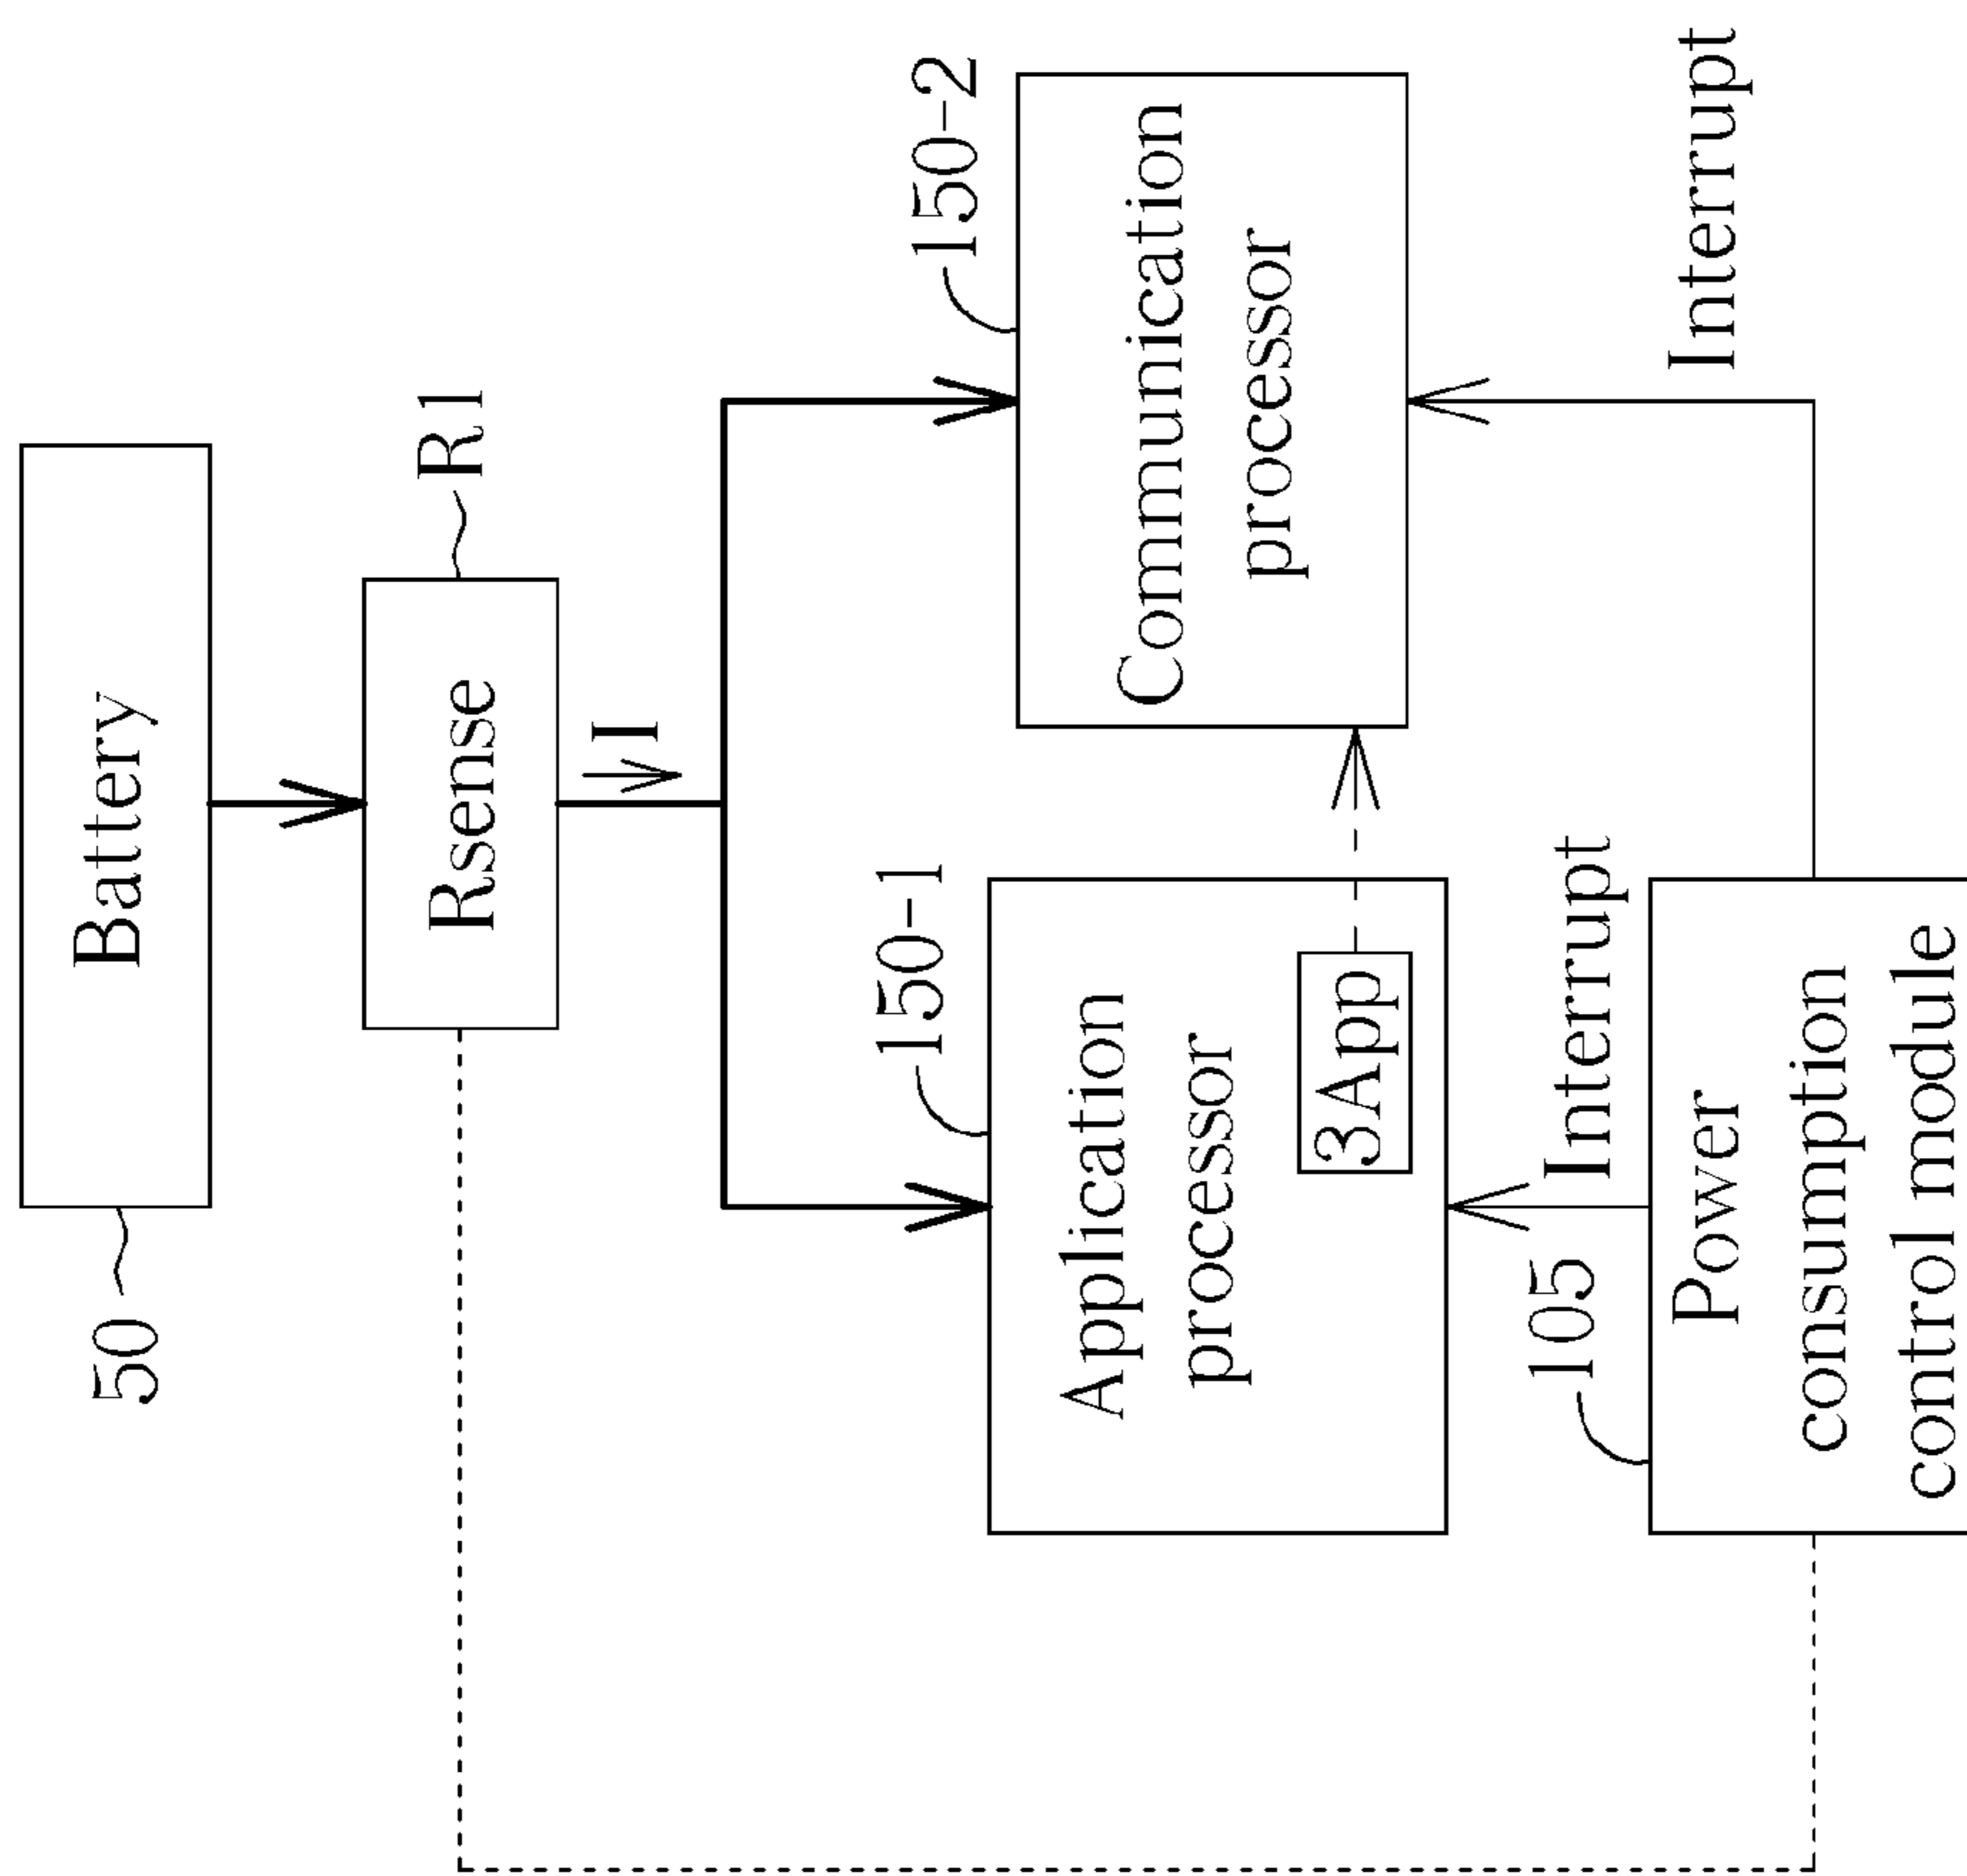 50
Battery
R1
Rsense
I
150-1
150-2
Application
processor
3App
Communication
processor
105
Interrupt
Interrupt
Power
consumption
control module